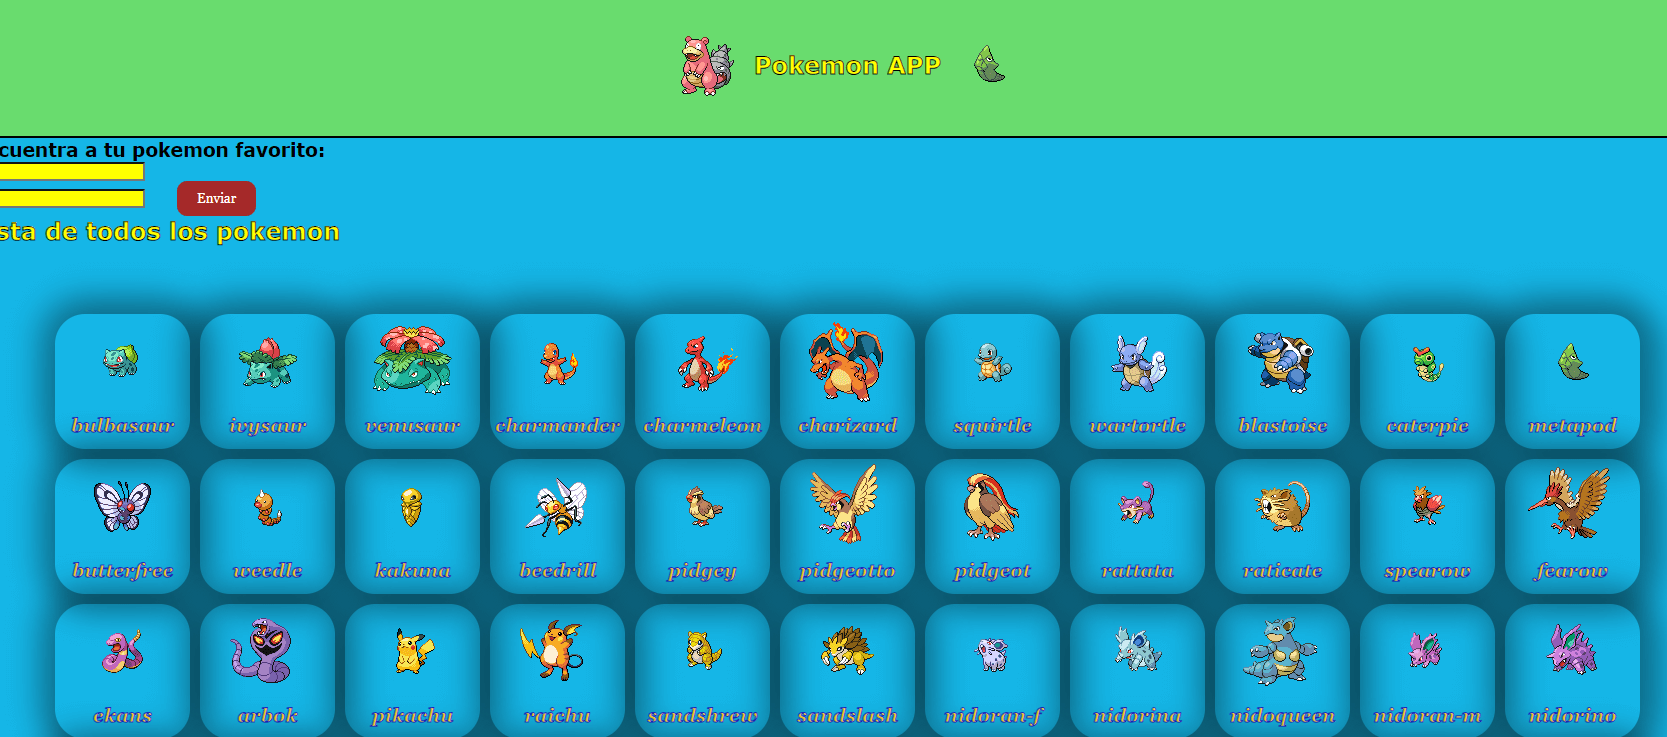 Pokemon APP
cuentra a tu pokemon favorito:
Enviar
sta de todos los pokemon
bulbasaur ivysaur venusaur charmander charmeleon charizard squirtle wartortle blastoise caterpie metapod
butterfree weedle kakuna beedrill pidgey pidgeotto pidgeot rattata raticate spearow fearow
ekans arbok pikachu raichu sandshrew sandslash nidoran-f nidorina nidoqueen nidoran-m nidorino